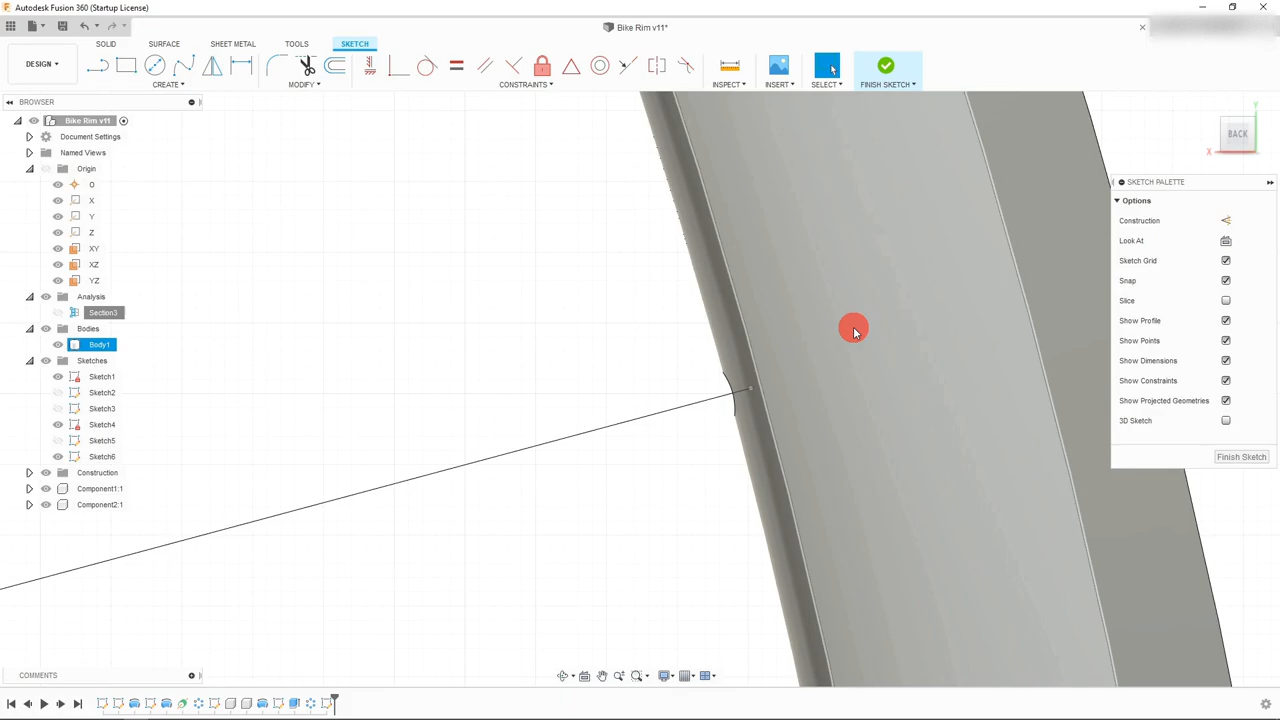 Autodesk Fusion 360 (Startup License)
Bike Rim v11*
SOLID SURFACE SHEET METAL TOOLS SKETCH
DESIGN
CREATE MODIFY CONSTRAINTS INSPECT INSERT SELECT FINISH SKETCH
BROWSER
Bike Rim v11
Document Settings
Named Views
Origin
O
X
Y
Z
XY
XZ
YZ
Analysis
Section3
Bodies
Body1
Sketches
Sketch1
Sketch2
Sketch3
Sketch4
Sketch5
Sketch6
Construction
Component1:1
Component2:1
Y
BACK
X
SKETCH PALETTE
Options
Construction
Look At
Sketch Grid
Snap
Slice
Show Profile
Show Points
Show Dimensions
Show Constraints
Show Projected Geometries
3D Sketch
Finish Sketch
COMMENTS